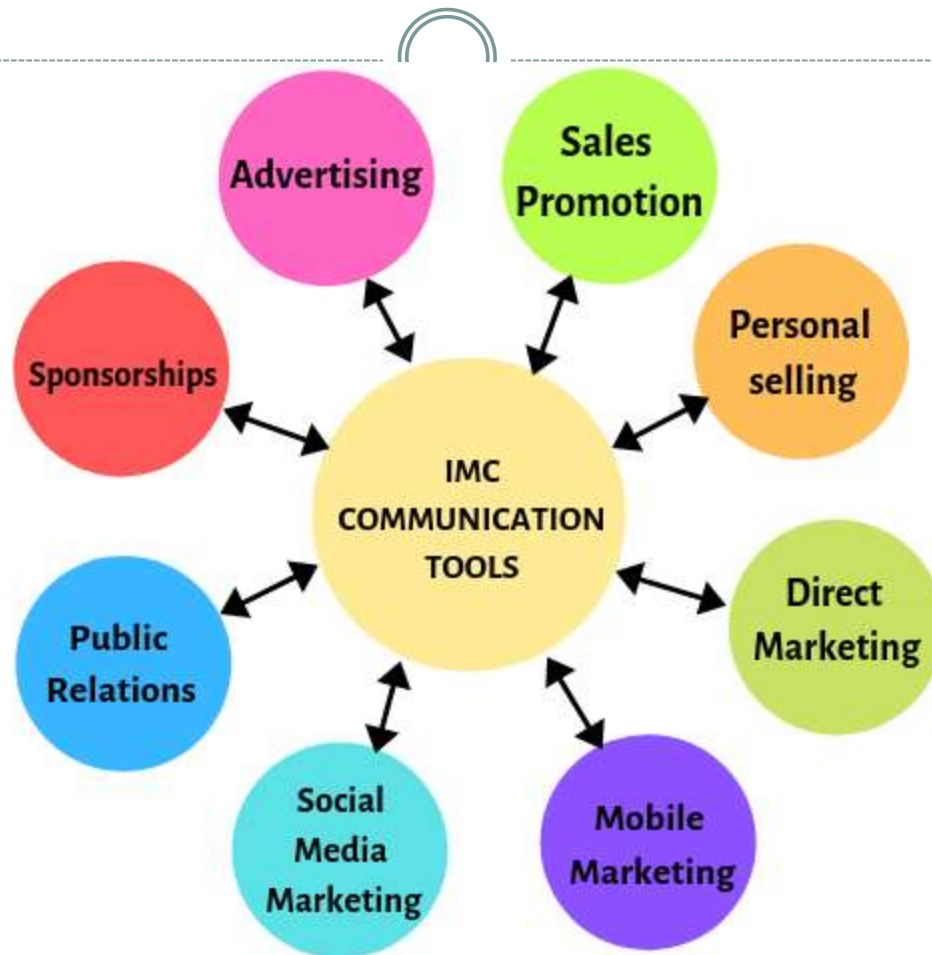 Advertising
Sales
Promotion
Personal
selling
Sponsorships
IMC
COMMUNICATION
TOOLS
Direct
Marketing
Public
Relations
Social
Media
Marketing
Mobile
Marketing